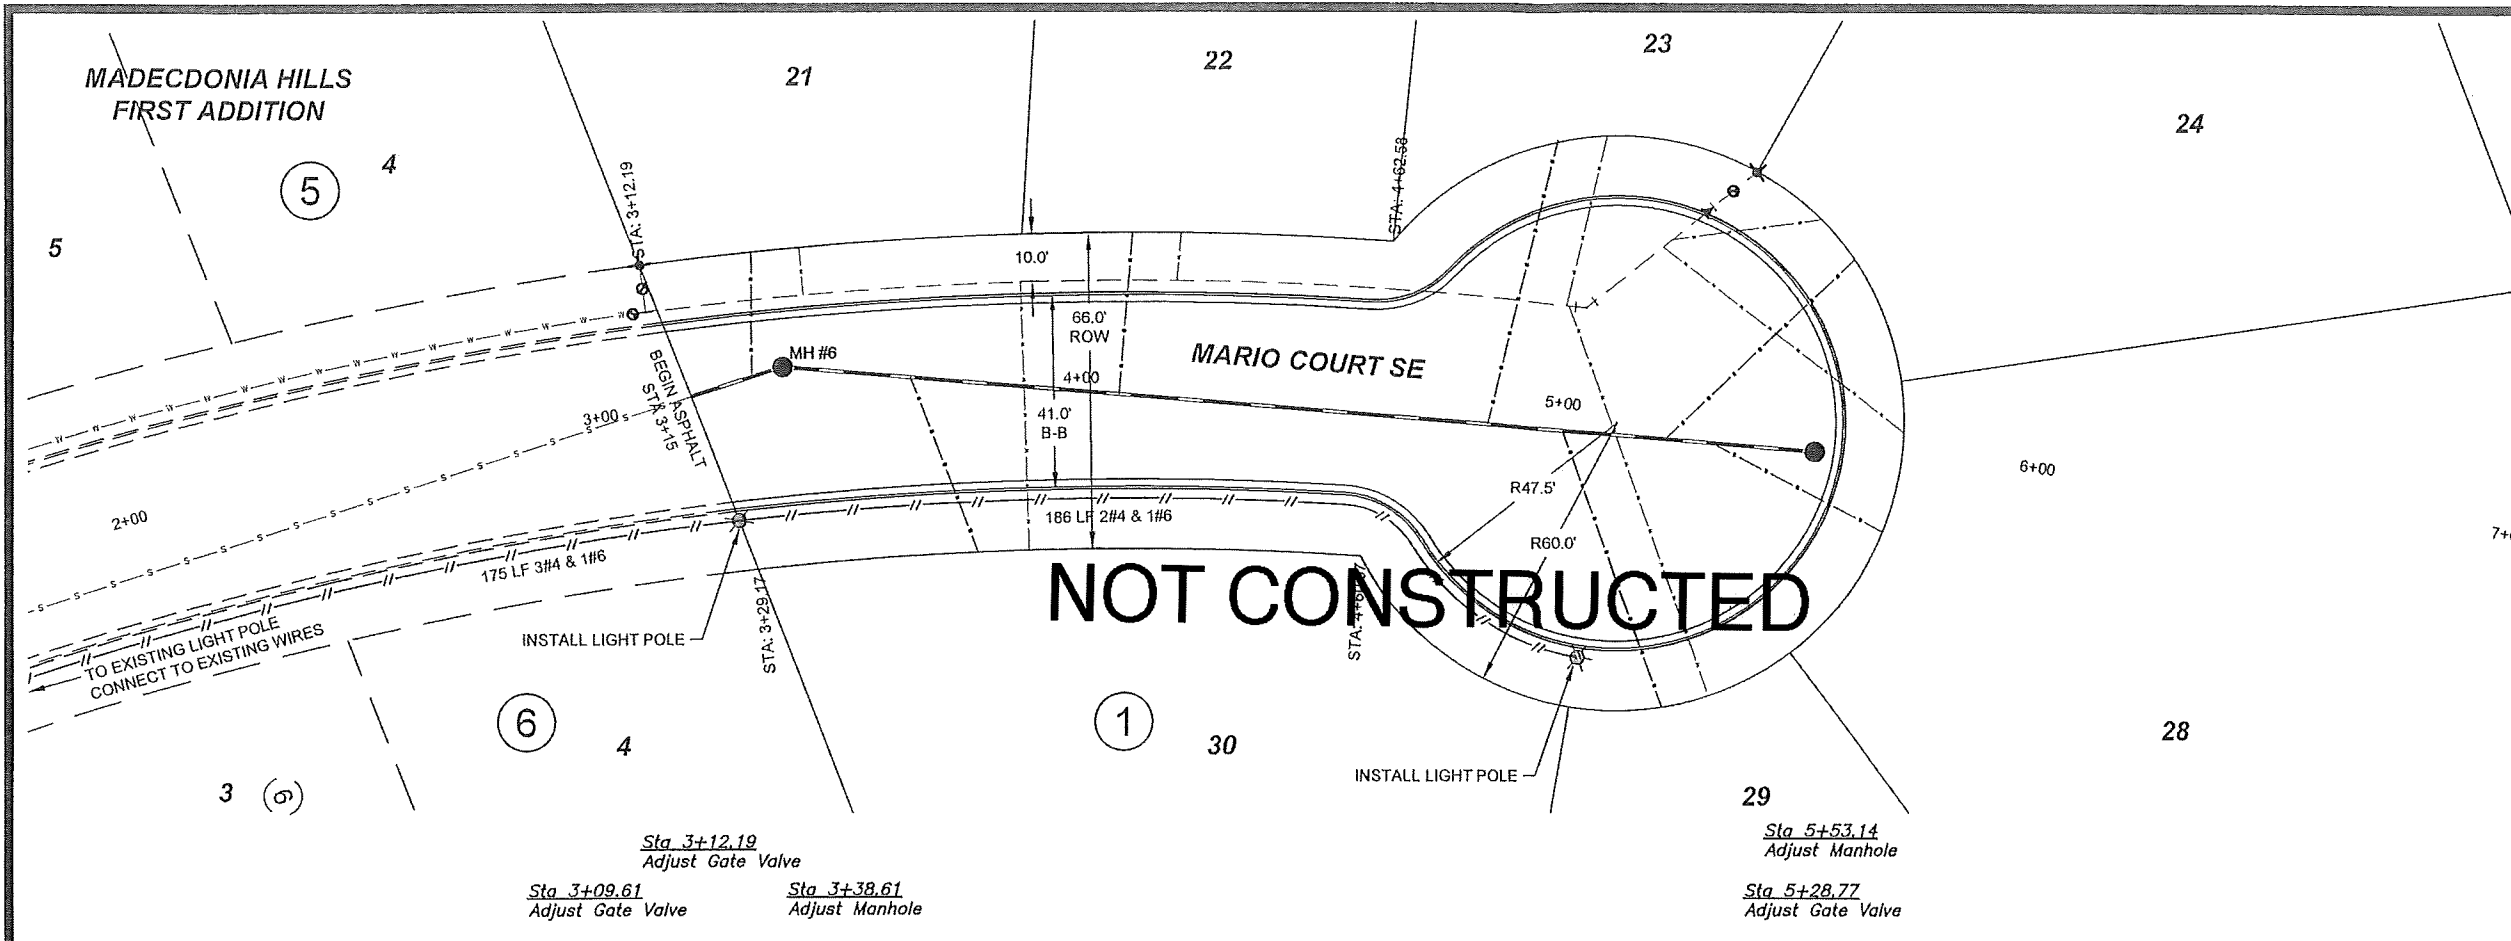 MADECDONIA HILLS
FIRST ADDITION
21
22
23
24
5
4
5
STA: 3+12.19
STA: 4+62.58
10.0'
66.0'
ROW
MH #6
MARIO COURT SE
4+00
BEGIN ASPHALT
STA 3+15
3+00
41.0'
B-B
5+00
6+00
2+00
R47.5'
R60.0'
186 LF 2#4 & 1#6
175 LF 3#4 & 1#6
NOT CONSTRUCTED
INSTALL LIGHT POLE
STA: 3+29.17
TO EXISTING LIGHT POLE
CONNECT TO EXISTING WIRES
6
4
1
30
28
INSTALL LIGHT POLE
3
(6)
29
Sta 3+12.19
Adjust Gate Valve
Sta 5+53.14
Adjust Manhole
Sta 3+09.61
Adjust Gate Valve
Sta 3+38.61
Adjust Manhole
Sta 5+28.77
Adjust Gate Valve